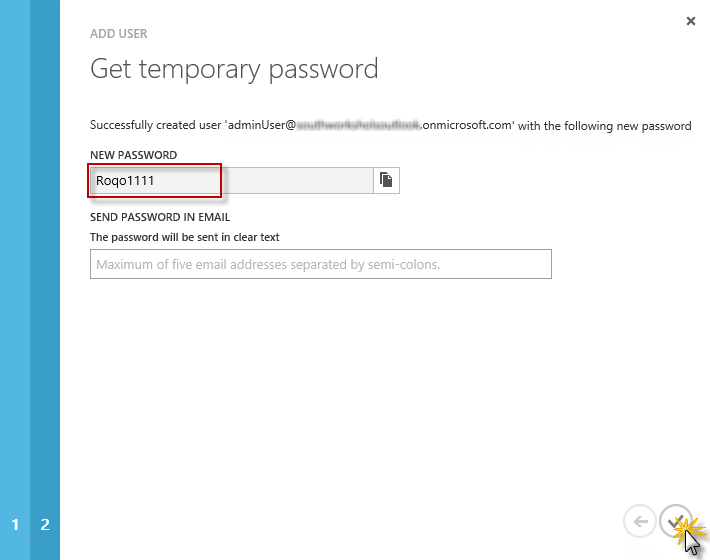 ADD USER
Get temporary password
Successfully created user 'adminUser@ .onmicrosoft.com' with the following new password
NEW PASSWORD
Roqo1111
SEND PASSWORD IN EMAIL
The password will be sent in clear text
Maximum of five email addresses separated by semi-colons.
1 2